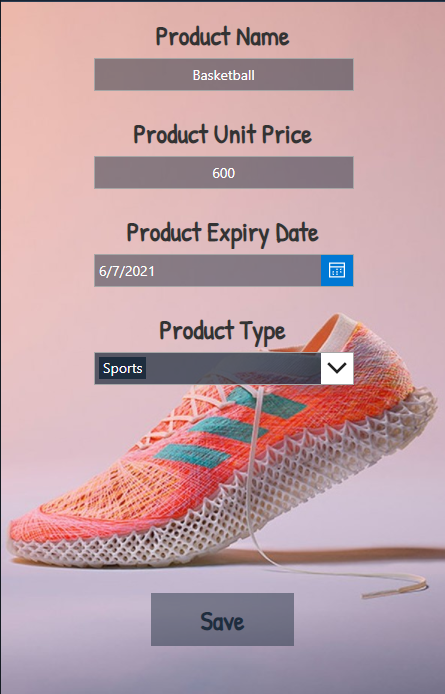 Product Name
Basketball
Product Unit Price
600
Product Expiry Date
6/7/2021
Product Type
Sports
Save